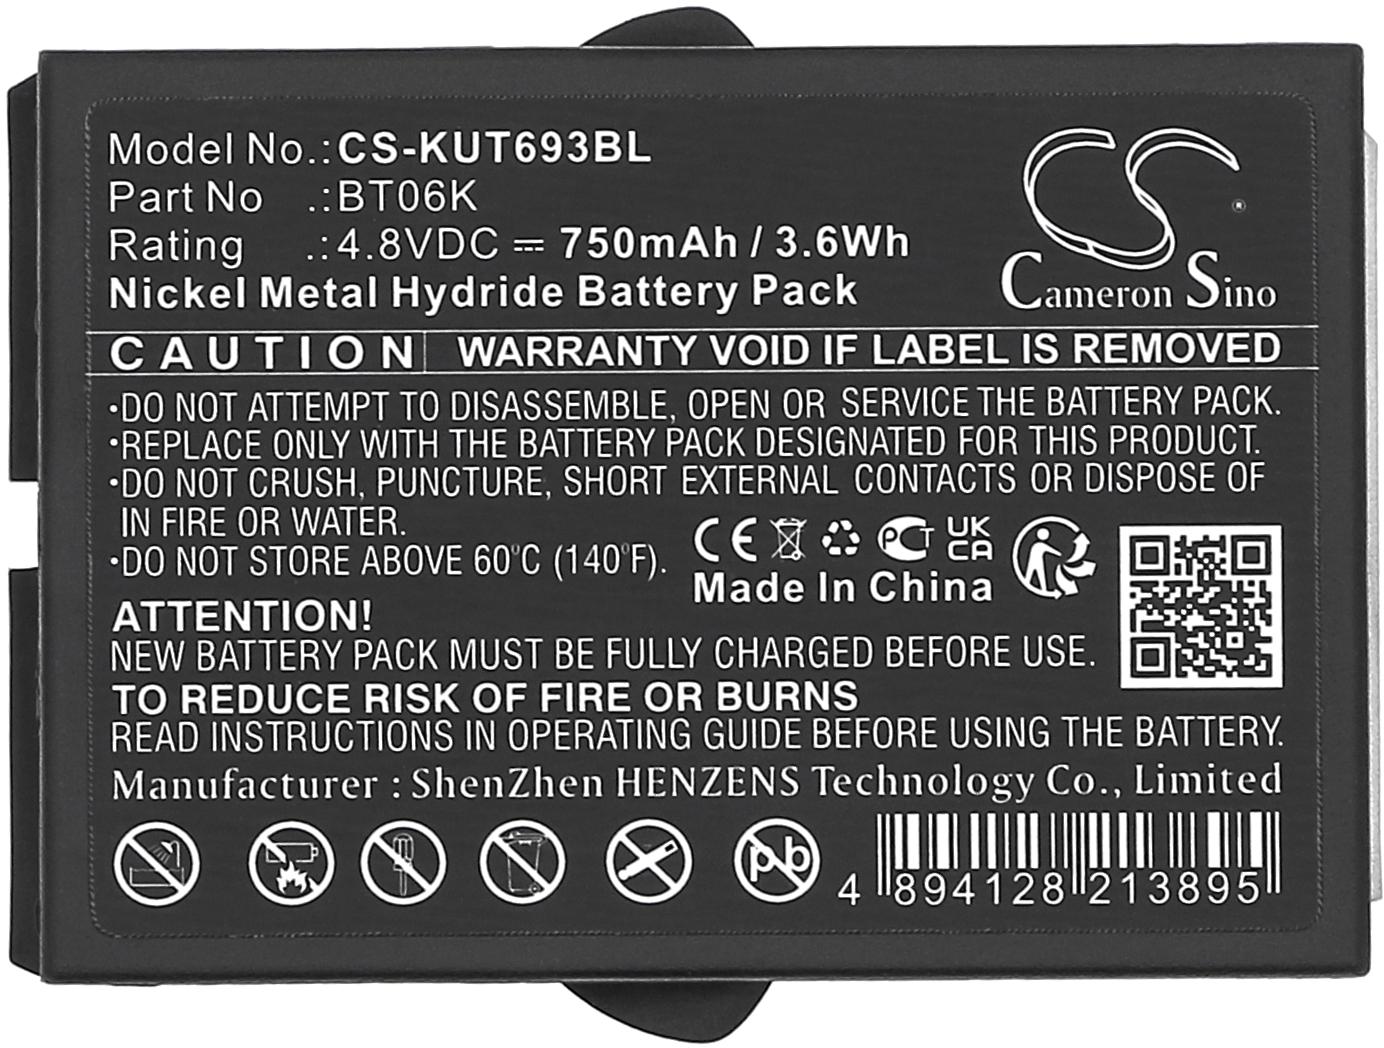 Model No.:CS-KUT693BL
Part No .:BT06K
Rating .:4.8VDC ⎓ 750mAh / 3.6Wh
Nickel Metal Hydride Battery Pack
CS ®
Cameron Sino
CAUTION WARRANTY VOID IF LABEL IS REMOVED
•DO NOT ATTEMPT TO DISASSEMBLE, OPEN OR SERVICE THE BATTERY PACK.
•REPLACE ONLY WITH THE BATTERY PACK DESIGNATED FOR THIS PRODUCT.
•DO NOT CRUSH, PUNCTURE, SHORT EXTERNAL CONTACTS OR DISPOSE OF
IN FIRE OR WATER.
•DO NOT STORE ABOVE 60°C (140°F).
CE PCT UK
CA
Made In China
ATTENTION!
NEW BATTERY PACK MUST BE FULLY CHARGED BEFORE USE.
TO REDUCE RISK OF FIRE OR BURNS
READ INSTRUCTIONS IN OPERATING GUIDE BEFORE USING THE BATTERY.
Manufacturer : ShenZhen HENZENS Technology Co., Limited
pb
4 894128 213895